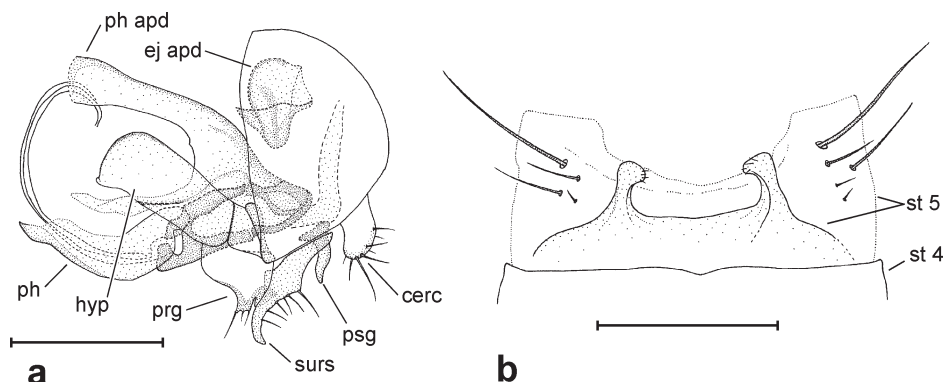 ph apd
ej apd
ph
hyp
prg
surs
psg
cerc
a
st 5
st 4
b